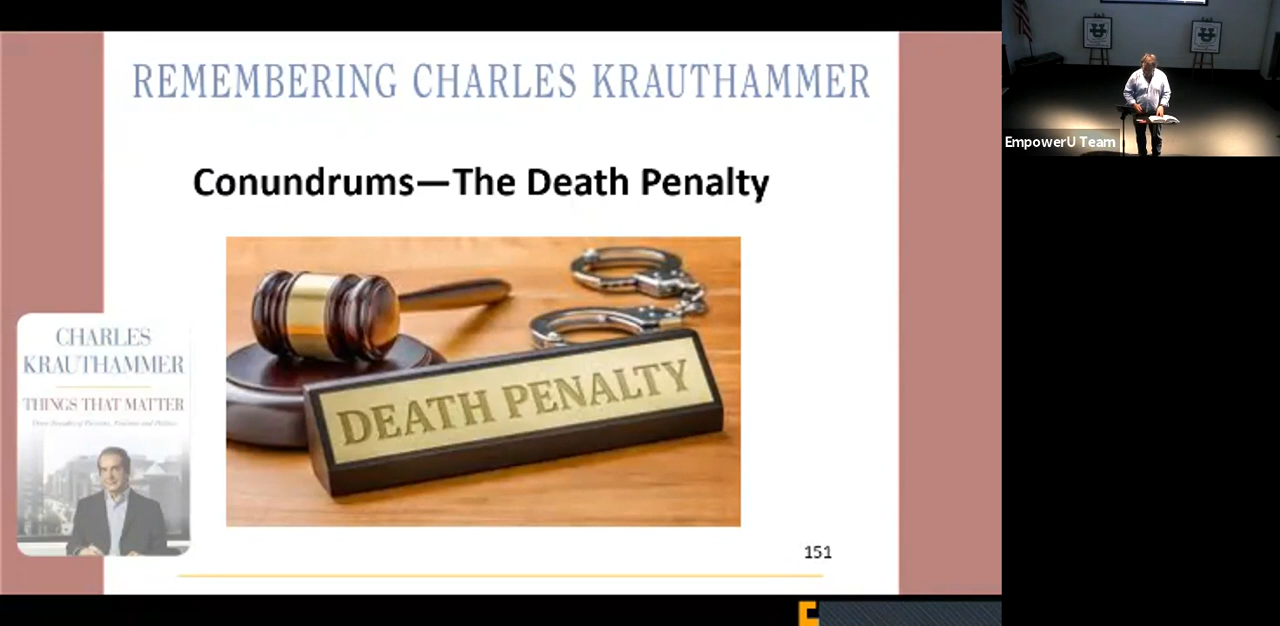 REMEMBERING CHARLES KRAUTHAMMER
Conundrums—The Death Penalty
DEATH PENALTY
CHARLES
KRAUTHAMMER
THINGS THAT MATTER
151
EmpowerU Team